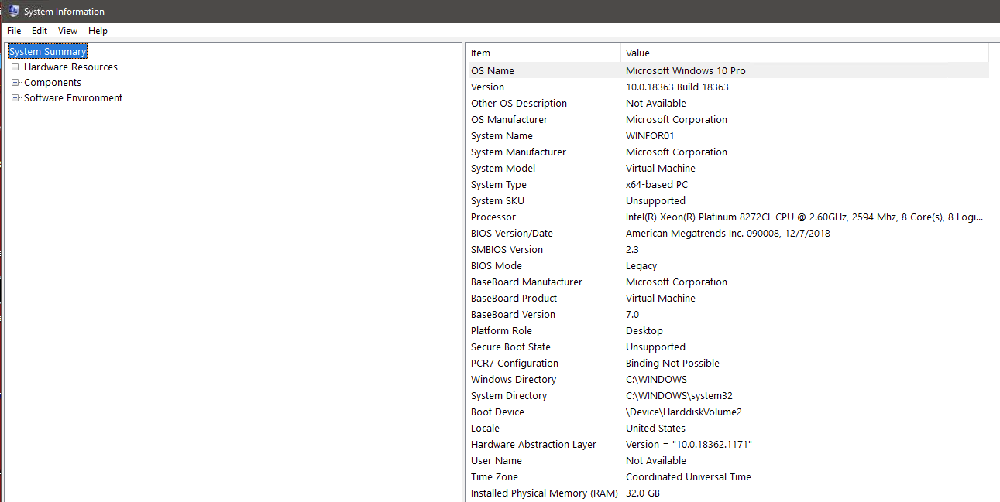 System Information
File Edit View Help
System Summary
Hardware Resources
Components
Software Environment
Item Value
OS Name Microsoft Windows 10 Pro
Version 10.0.18363 Build 18363
Other OS Description Not Available
OS Manufacturer Microsoft Corporation
System Name WINFOR01
System Manufacturer Microsoft Corporation
System Model Virtual Machine
System Type x64-based PC
System SKU Unsupported
Processor Intel(R) Xeon(R) Platinum 8272CL CPU @ 2.60GHz, 2594 Mhz, 8 Core(s), 8 Logi...
BIOS Version/Date American Megatrends Inc. 090008, 12/7/2018
SMBIOS Version 2.3
BIOS Mode Legacy
BaseBoard Manufacturer Microsoft Corporation
BaseBoard Product Virtual Machine
BaseBoard Version 7.0
Platform Role Desktop
Secure Boot State Unsupported
PCR7 Configuration Binding Not Possible
Windows Directory C:\WINDOWS
System Directory C:\WINDOWS\system32
Boot Device \Device\HarddiskVolume2
Locale United States
Hardware Abstraction Layer Version = "10.0.18362.1171"
User Name Not Available
Time Zone Coordinated Universal Time
Installed Physical Memory (RAM) 32.0 GB